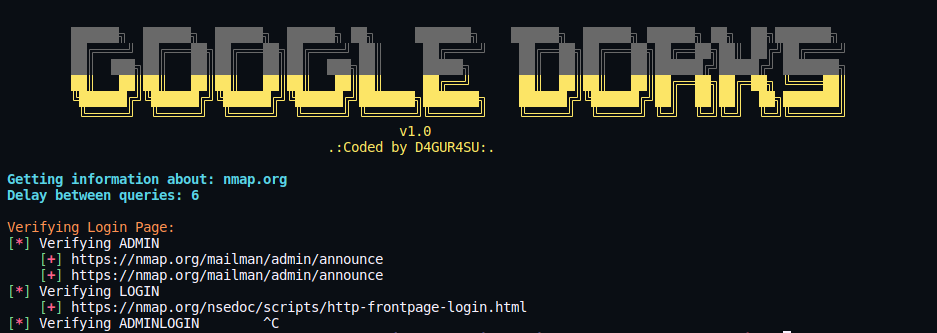 GOOGLE DORKS
v1.0
.:Coded by D4GUR4SU:.
Getting information about: nmap.org
Delay between queries: 6
Verifying Login Page:
[*] Verifying ADMIN
[+] https://nmap.org/mailman/admin/announce
[+] https://nmap.org/mailman/admin/announce
[*] Verifying LOGIN
[+] https://nmap.org/nsedoc/scripts/http-frontpage-login.html
[*] Verifying ADMINLOGIN ^C